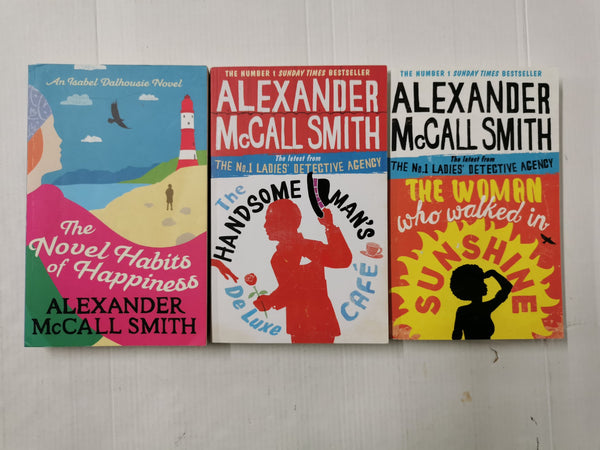 An Isabel Dalhousie Novel
The
Novel Habits
of Happiness
ALEXANDER
McCALL SMITH
THE NUMBER 1 SUNDAY TIMES BESTSELLER
ALEXANDER
McCALL SMITH
The latest from
THE No.1 LADIES' DETECTIVE AGENCY
The
HANDSOME
MAN'S
De Luxe
CAFÉ
THE NUMBER 1 SUNDAY TIMES BESTSELLER
ALEXANDER
McCALL SMITH
The latest from
THE No.1 LADIES' DETECTIVE AGENCY
THE WOMAN
who walked in
SUNSHINE